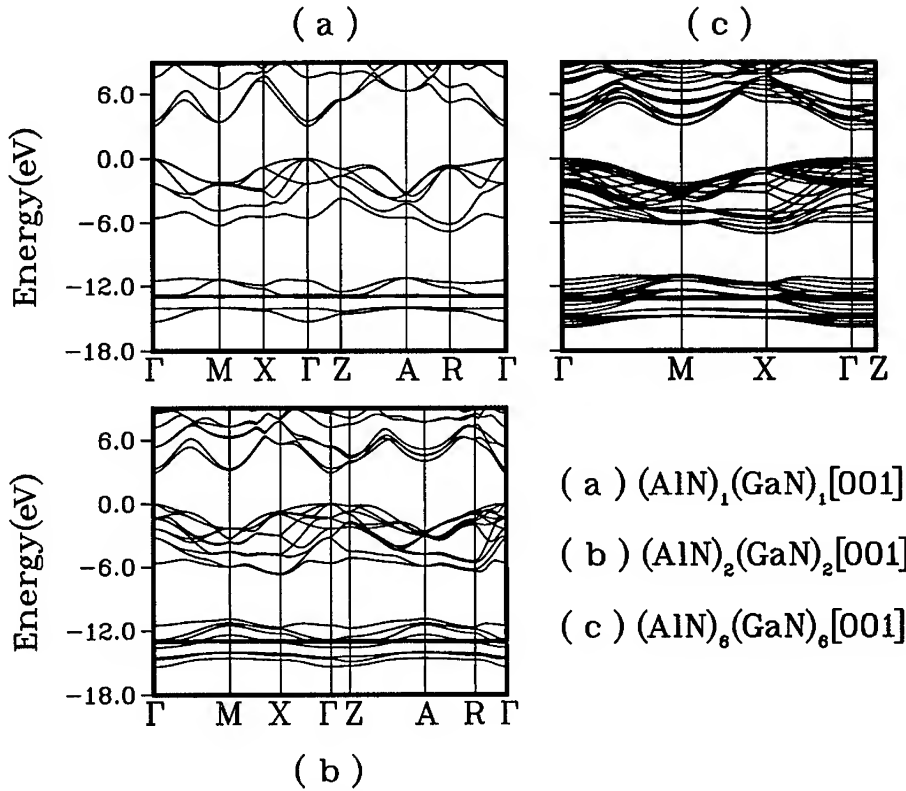 (a)
(c)
Energy(eV)
6.0
0.0
−6.0
−12.0
−18.0
Γ M X Γ Z A R Γ
Γ M X Γ Z
Energy(eV)
6.0
0.0
−6.0
−12.0
−18.0
Γ M X Γ Z A R Γ
(b)
(a) (AlN)₁(GaN)₁[001]
(b) (AlN)₂(GaN)₂[001]
(c) (AlN)₆(GaN)₆[001]